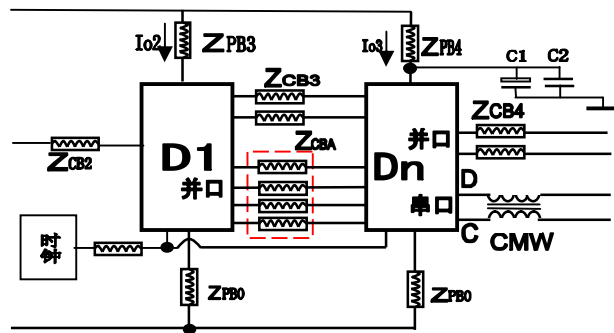 Io2
ZPB3
Io3
ZPB4
C1
C2
ZCB3
ZCB4
ZCB2
D1
并口
ZCBA
Dn
并口
串口
D
C
CMW
时
钟
ZPB0
ZPB0